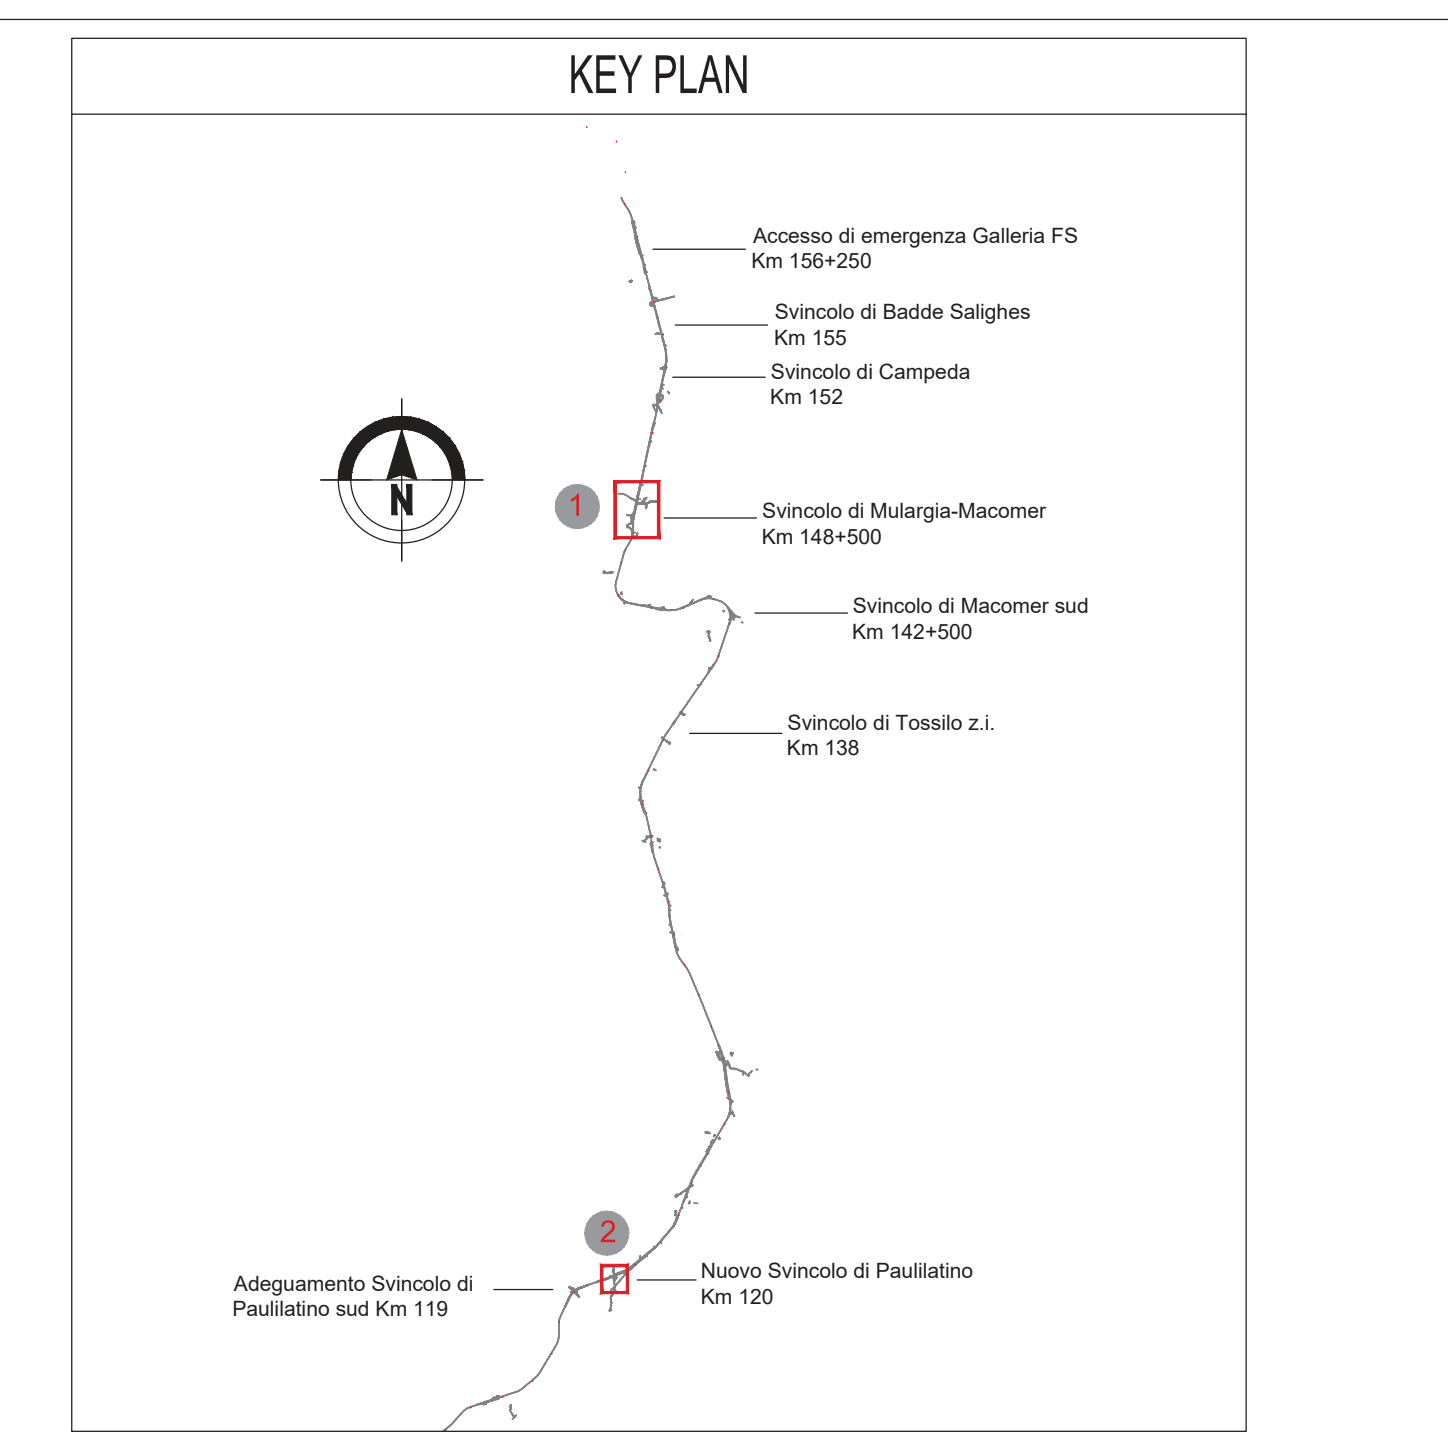 KEY PLAN
Accesso di emergenza Galleria FS
Km 156+250
Svincolo di Badde Salighes
Km 155
Svincolo di Campeda
Km 152
N
1
Svincolo di Mulargia-Macomer
Km 148+500
Svincolo di Macomer sud
Km 142+500
Svincolo di Tossilo z.i.
Km 138
2
Adeguamento Svincolo di
Paulilatino sud Km 119
Nuovo Svincolo di Paulilatino
Km 120